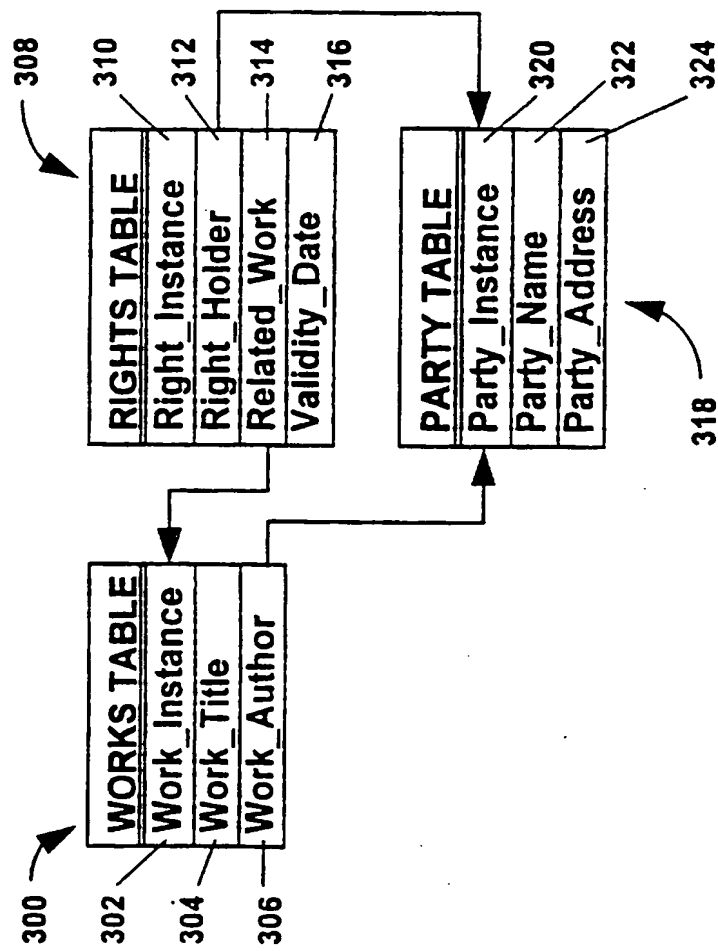 300
WORKS TABLE
302
Work_Instance
304
Work_Title
306
Work_Author
308
RIGHTS TABLE
Right_Instance
310
Right_Holder
312
Related_Work
314
Validity_Date
316
PARTY TABLE
Party_Instance
320
Party_Name
322
Party_Address
324
318